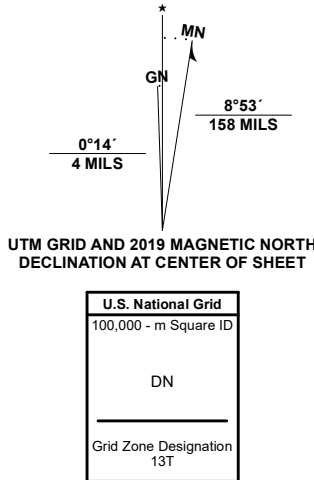 ★
MN
GN
8°53´
158 MILS
0°14´
4 MILS
UTM GRID AND 2019 MAGNETIC NORTH
DECLINATION AT CENTER OF SHEET
U.S. National Grid
100,000 - m Square ID
DN
Grid Zone Designation
13T